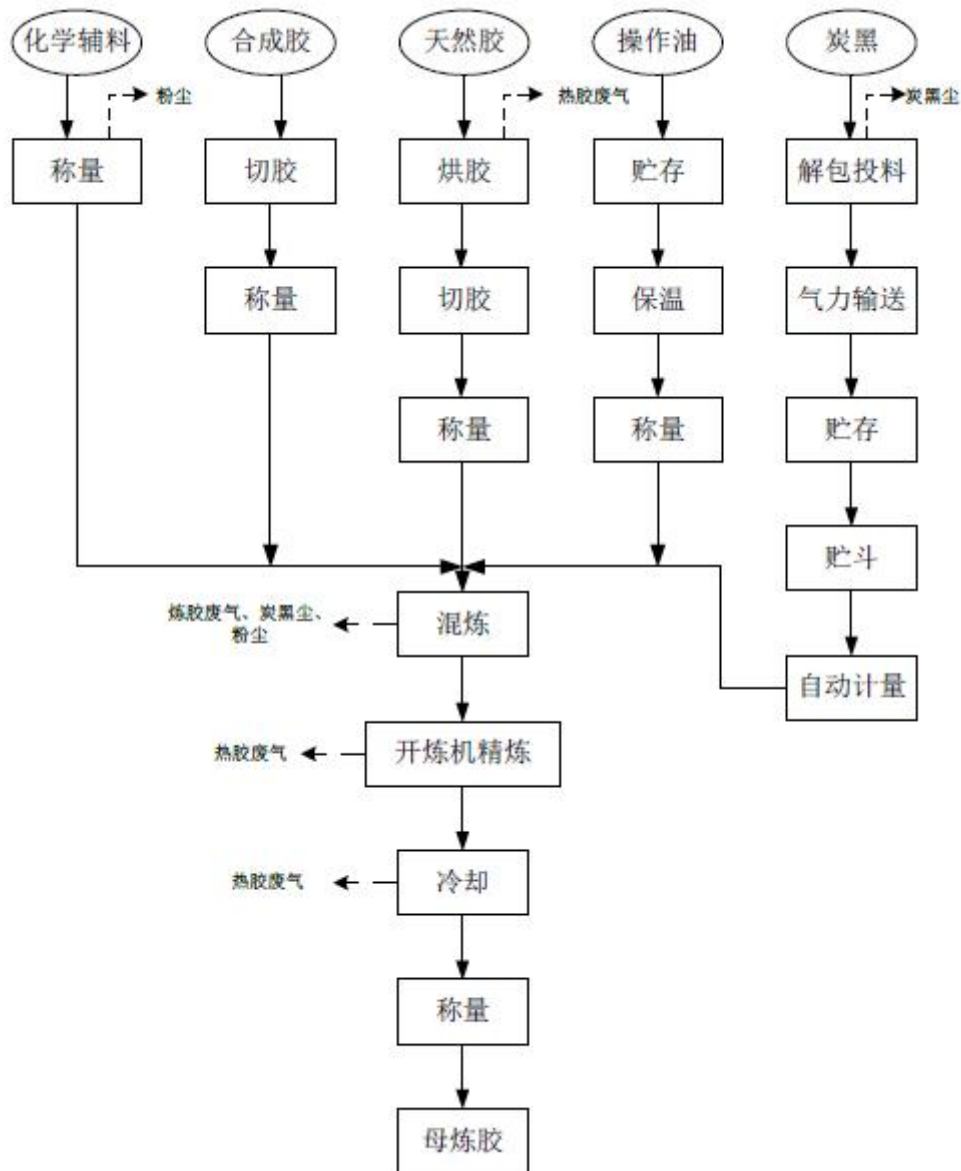 化学辅料
合成胶
天然胶
操作油
炭黑
粉尘
热胶废气
炭黑尘
称量
切胶
烘胶
贮存
解包投料
称量
切胶
保温
气力输送
称量
称量
贮存
贮斗
炼胶废气、炭黑尘、
粉尘
混炼
自动计量
热胶废气
开炼机精炼
热胶废气
冷却
称量
母炼胶